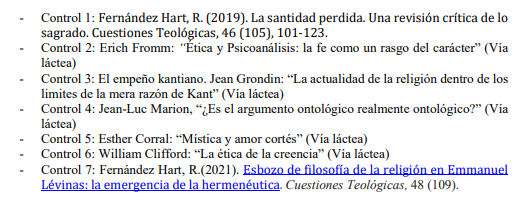 - Control 1: Fernández Hart, R. (2019). La santidad perdida. Una revisión crítica de lo
sagrado. Cuestiones Teológicas, 46 (105), 101-123.
- Control 2: Erich Fromm: "Ética y Psicoanálisis: la fe como un rasgo del carácter" (Vía
láctea)
- Control 3: El empeño kantiano. Jean Grondin: "La actualidad de la religión dentro de los
limites de la mera razón de Kant" (Vía láctea)
- Control 4: Jean-Luc Marion, "¿Es el argumento ontológico realmente ontológico?" (Vía
láctea)
- Control 5: Esther Corral: "Mística y amor cortés" (Vía láctea)
- Control 6: William Clifford: "La ética de la creencia" (Vía láctea)
- Control 7: Fernández Hart, R.(2021). Esbozo de filosofía de la religión en Emmanuel
Lévinas: la emergencia de la hermenéutica. Cuestiones Teológicas, 48 (109).